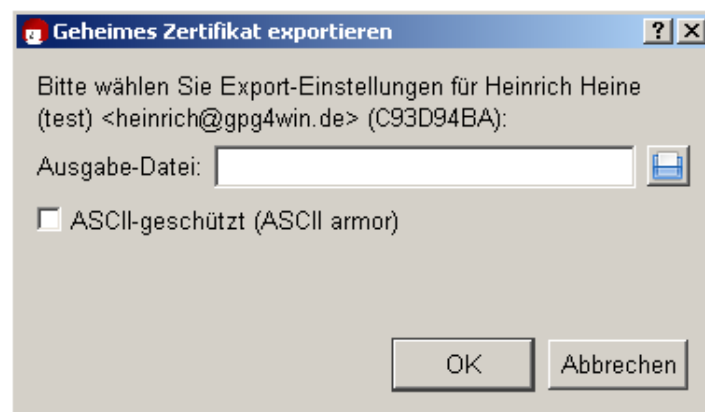 Geheimes Zertifikat exportieren
Bitte wählen Sie Export-Einstellungen für Heinrich Heine
(test) <heinrich@gpg4win.de> (C93D94BA):
Ausgabe-Datei:
ASCII-geschützt (ASCII armor)
OK Abbrechen